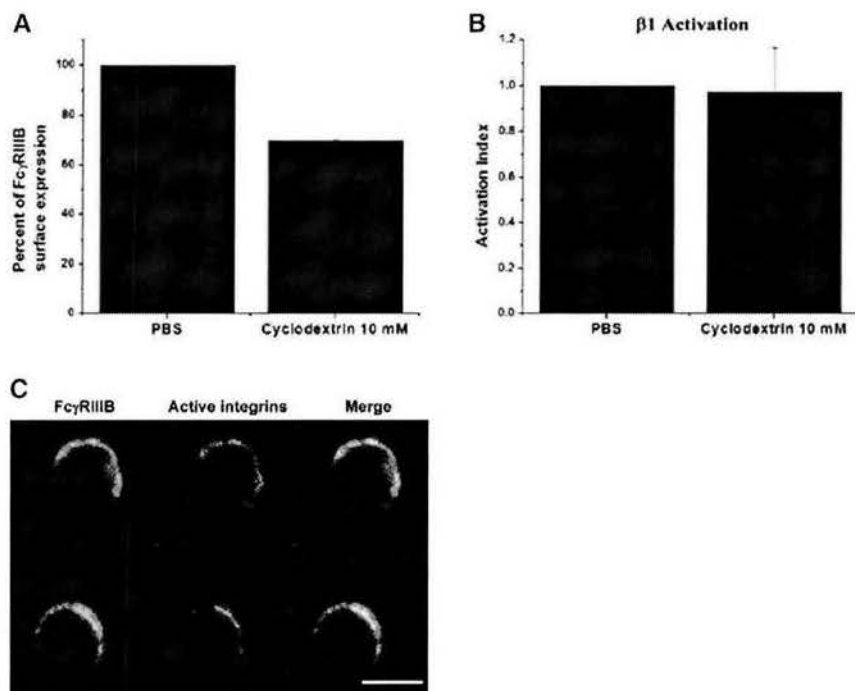 A
Percent of FcγRIIIB
surface expression
100
80
60
40
20
0
PBS
Cyclodextrin 10 mM
B
β1 Activation
Activation Index
1.2
1.0
0.8
0.6
0.4
0.2
0.0
PBS
Cyclodextrin 10 mM
C
FcγRIIIB
Active integrins
Merge